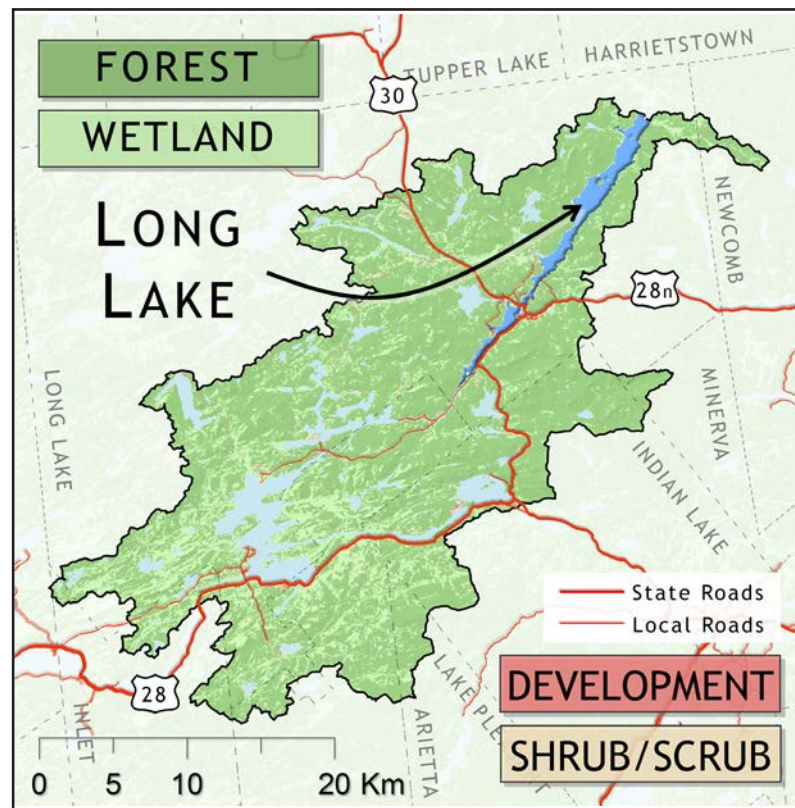 FOREST
WETLAND
TUPPER LAKE
HARRIETSTOWN
30
LONG
LAKE
NEWCOMB
28N
LONG LAKE
MINERVA
INDIAN LAKE
State Roads
Local Roads
28
INLET
ARIETTA
LAKE
DEVELOPMENT
SHRUB/SCRUB
0 5 10 20 Km